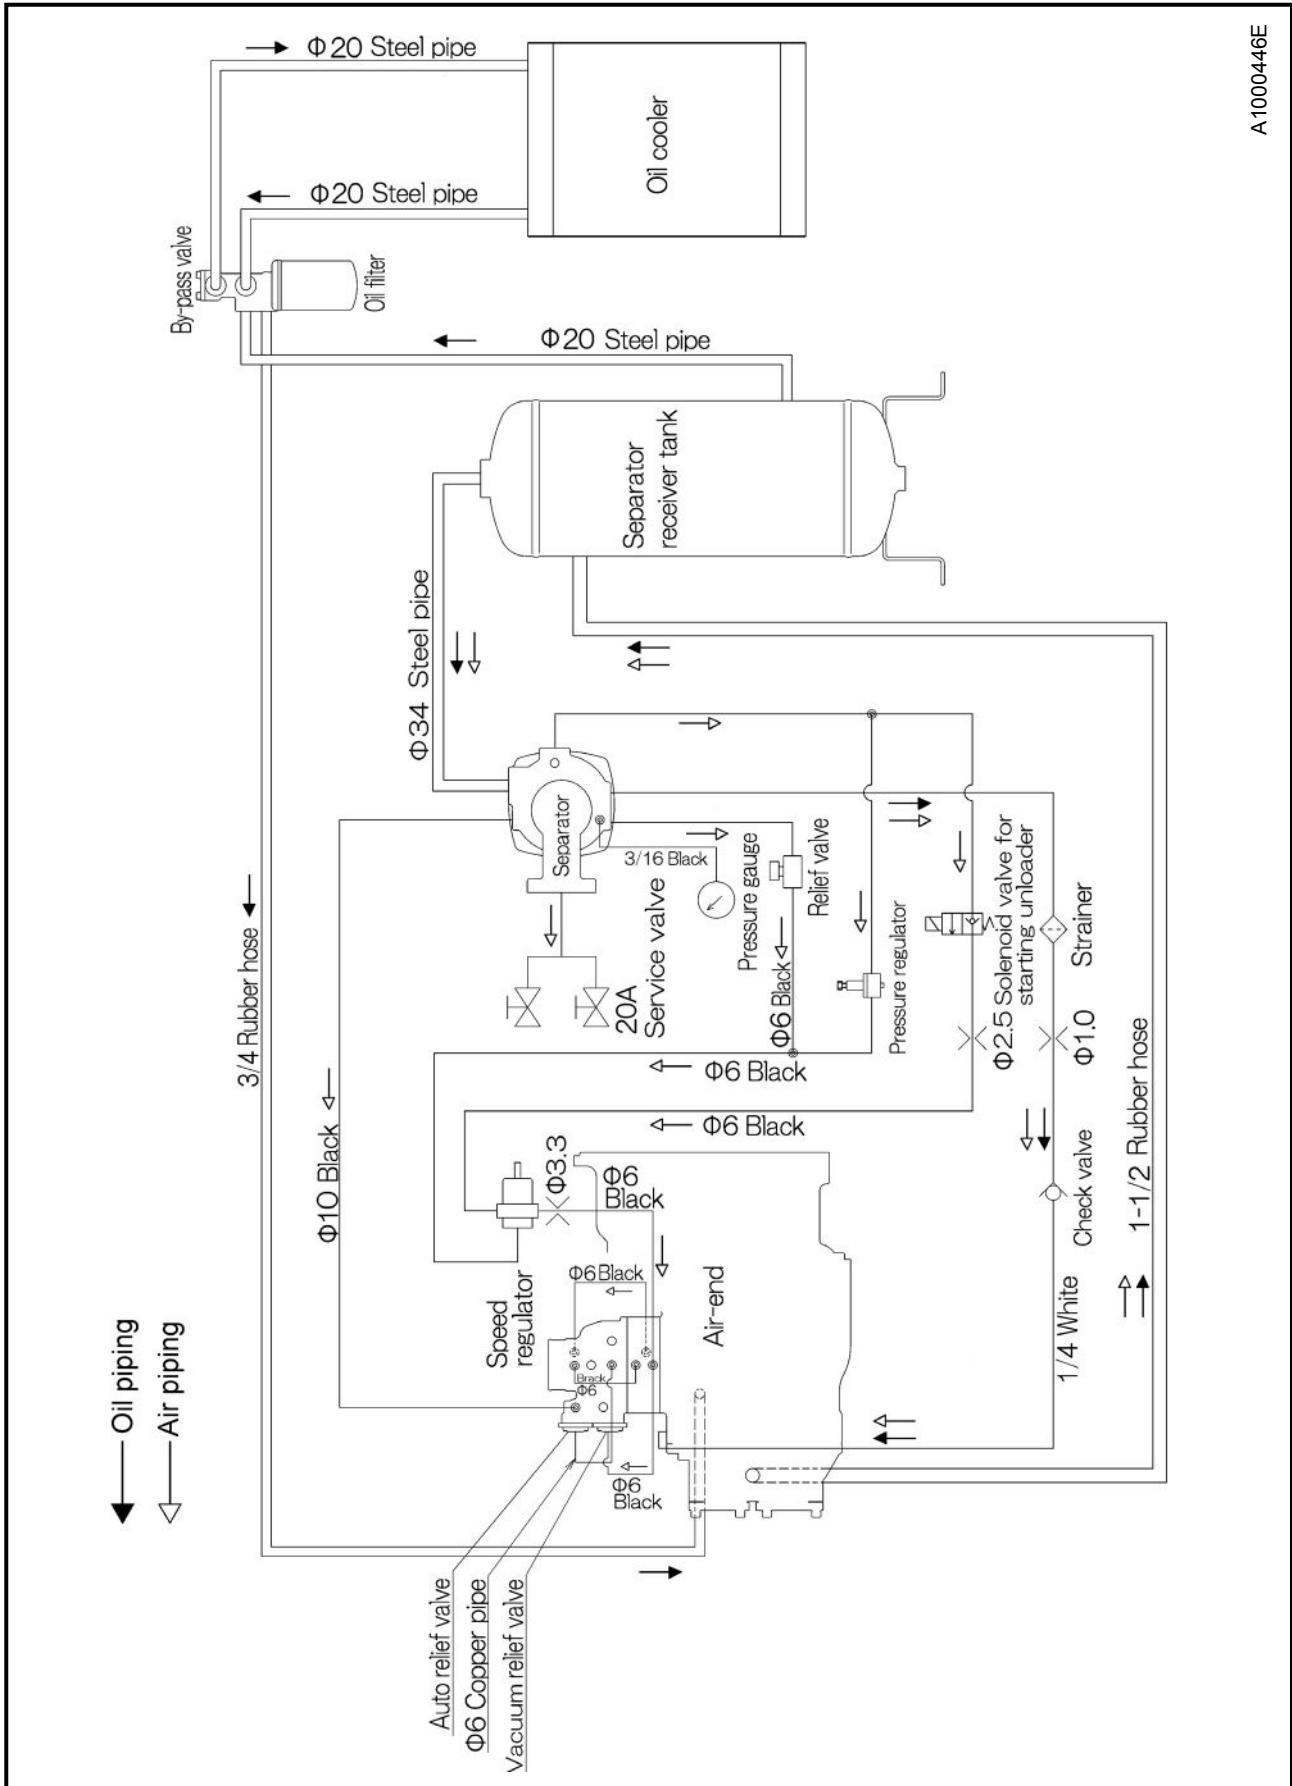 A1000446E
Φ20 Steel pipe
Φ20 Steel pipe
Oil cooler
By-pass valve
Oil filter
Φ20 Steel pipe
Separator
receiver tank
Φ34 Steel pipe
Separator
3/16 Black
Pressure gauge
Relief valve
Φ6 Black
Pressure regulator
20A
Service valve
3/4 Rubber hose
Φ2.5 Solenoid valve for
starting unloader
Strainer
Φ1.0
Φ6 Black
Φ6 Black
Φ10 Black
Φ3.3
Φ6
Black
Check valve
1-1/2 Rubber hose
1/4 White
Φ6 Black
Speed
regulator
Air-end
Brack
Φ6
Φ6
Black
Oil piping
Air piping
Auto relief valve
Φ6 Copper pipe
Vacuum relief valve